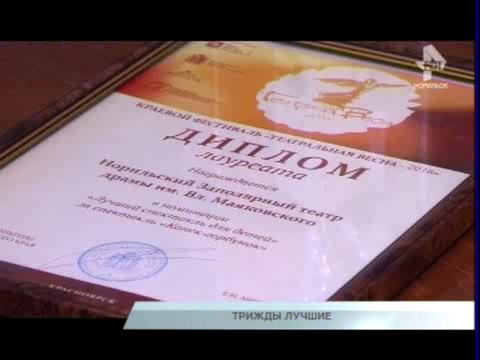 НОРИЛЬСК
КРАЕВОЙ ФЕСТИВАЛЬ «ТЕАТРАЛЬНАЯ ВЕСНА - 2016»
ДИПЛОМ
лауреата
Награждается
Норильский Заполярный театр
драмы им. Вл. Маяковского
в номинации
«Лучший спектакль для детей»
за спектакль «Конек-горбунок»
КРАСНОЯРСК
ТРИЖДЫ ЛУЧШИЕ